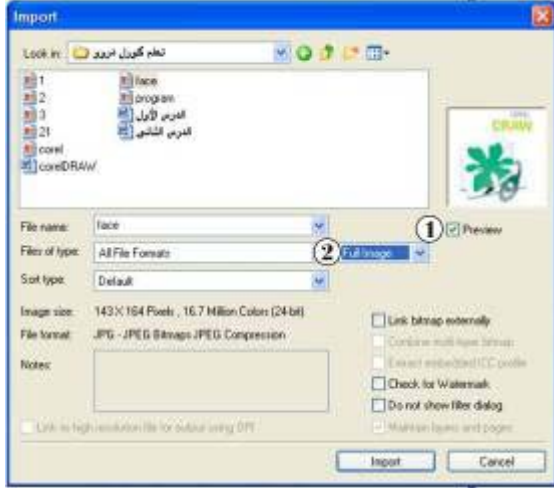 Import
Look in: تعلم كورل درو
1
2
3
21
corel
corelDRAW
face
program
الدرس الأول
الدرس الثاني
COREL
DRAW
File name: face
1 Preview
Files of type: All File Formats 2 Full Image
Sort type: Default
Image size: 143 X 164 Pixels , 16.7 Million Colors (24-bit)
File format: JPG - JPEG Bitmaps JPEG Compression
Notes:
Link bitmap externally
Combine multi-layer bitmap
Extract embedded ICC profile
Check for Watermark
Do not show filter dialog
Maintain layers and pages
Link to high resolution file for output using OPI
Import Cancel